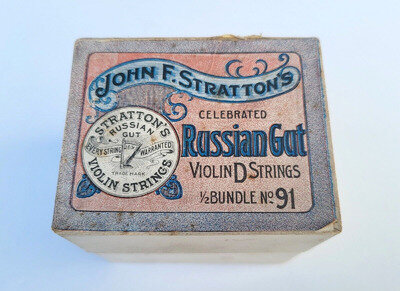 JOHN F. STRATTON'S
CELEBRATED
Russian Gut
VIOLIN D STRINGS
½ BUNDLE No 91
STRATTON'S
RUSSIAN
GUT
EVERY STRING WARRANTED
TRADE MARK
VIOLIN STRINGS